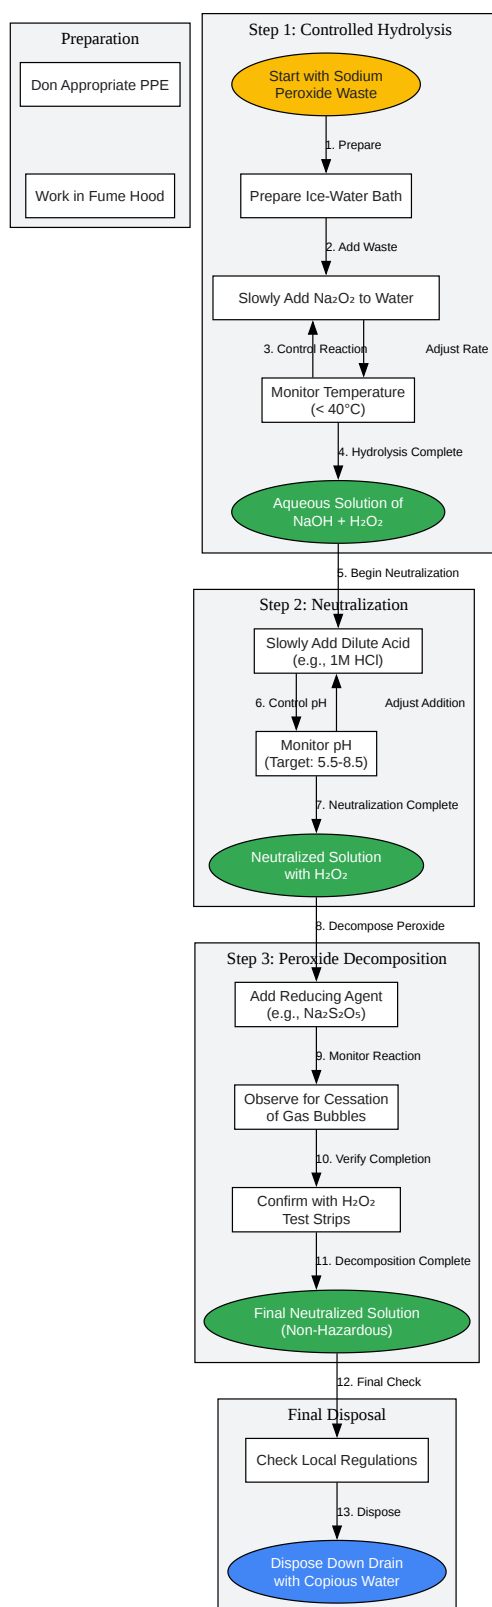 Preparation
Don Appropriate PPE
Work in Fume Hood
Step 1: Controlled Hydrolysis
Start with Sodium
Peroxide Waste
1. Prepare
Prepare Ice-Water Bath
2. Add Waste
Slowly Add Na₂O₂ to Water
3. Control Reaction
Adjust Rate
Monitor Temperature
(< 40°C)
4. Hydrolysis Complete
Aqueous Solution of
NaOH + H₂O₂
5. Begin Neutralization
Step 2: Neutralization
Slowly Add Dilute Acid
(e.g., 1M HCl)
6. Control pH
Adjust Addition
Monitor pH
(Target: 5.5-8.5)
7. Neutralization Complete
Neutralized Solution
with H₂O₂
8. Decompose Peroxide
Step 3: Peroxide Decomposition
Add Reducing Agent
(e.g., Na₂S₂O₅)
9. Monitor Reaction
Observe for Cessation
of Gas Bubbles
10. Verify Completion
Confirm with H₂O₂
Test Strips
11. Decomposition Complete
Final Neutralized Solution
(Non-Hazardous)
12. Final Check
Final Disposal
Check Local Regulations
13. Dispose
Dispose Down Drain
with Copious Water